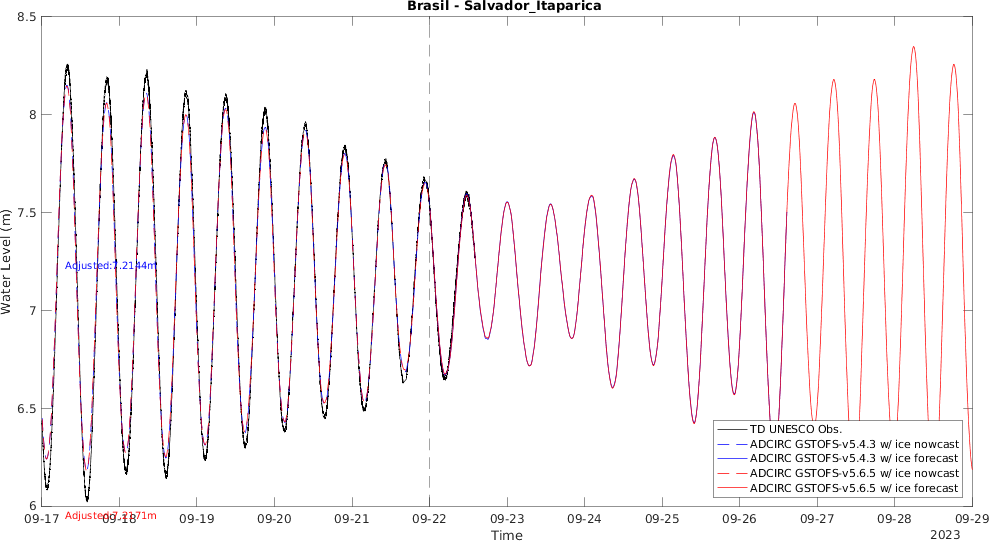 Brasil - Salvador_Itaparica
8.5
8
7.5
7
6.5
6
Water Level (m)
Adjusted:7.2144m
Adjusted:7.2171m
TD UNESCO Obs.
ADCIRC GSTOFS-v5.4.3 w/ ice nowcast
ADCIRC GSTOFS-v5.4.3 w/ ice forecast
ADCIRC GSTOFS-v5.6.5 w/ ice nowcast
ADCIRC GSTOFS-v5.6.5 w/ ice forecast
09-17 09-18 09-19 09-20 09-21 09-22 09-23 09-24 09-25 09-26 09-27 09-28 09-29
Time
2023